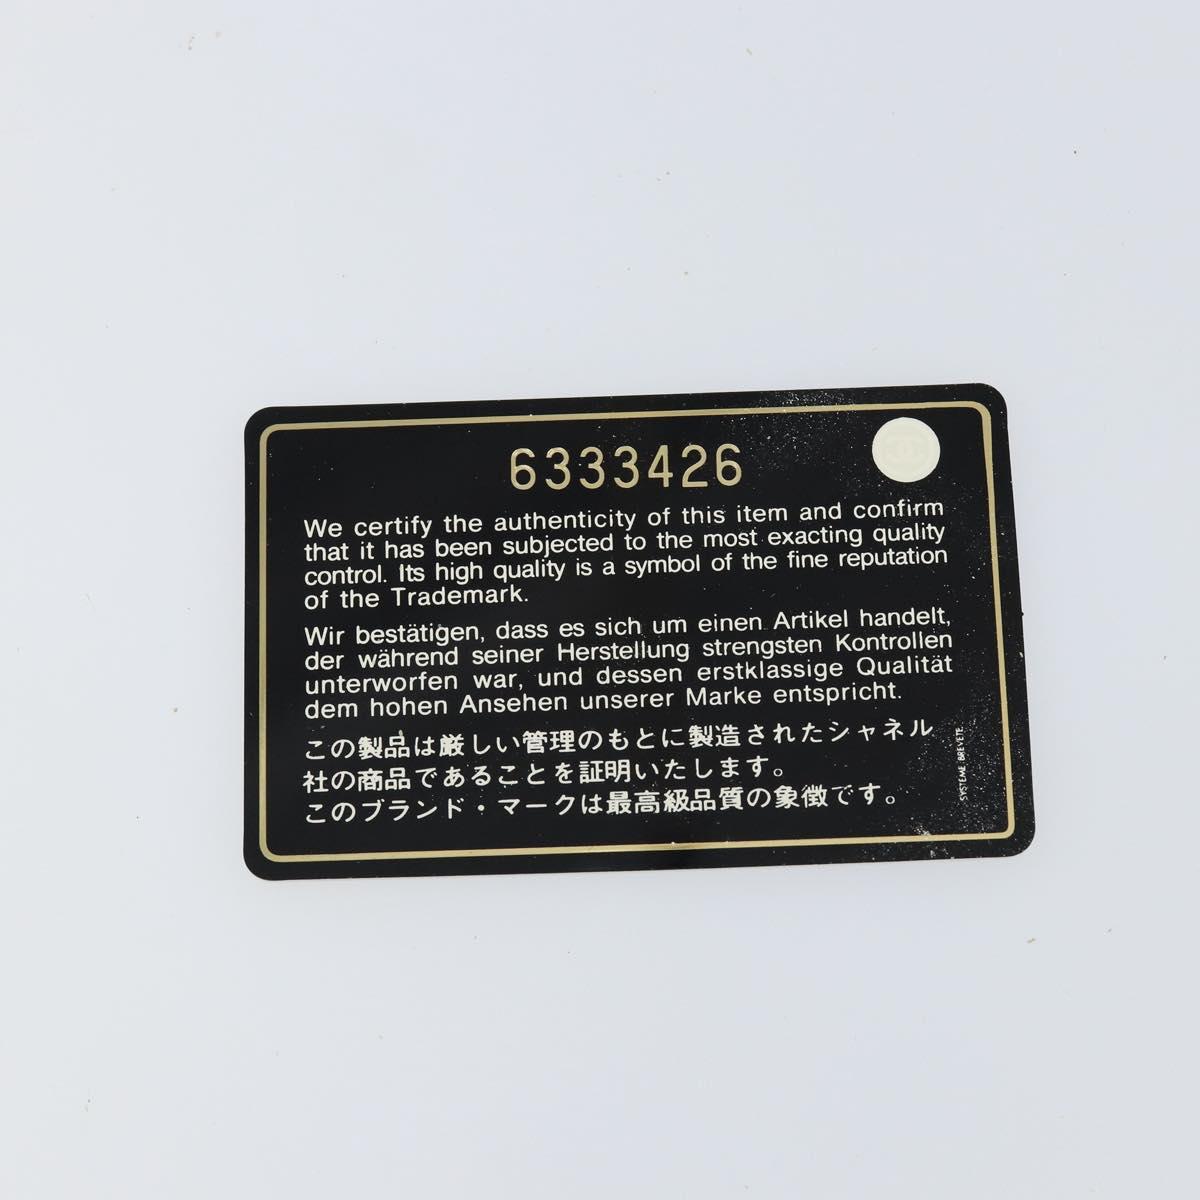 6333426
We certify the authenticity of this item and confirm
that it has been subjected to the most exacting quality
control. Its high quality is a symbol of the fine reputation
of the Trademark.
Wir bestätigen, dass es sich um einen Artikel handelt,
der während seiner Herstellung strengsten Kontrollen
unterworfen war, und dessen erstklassige Qualität
dem hohen Ansehen unserer Marke entspricht.
この製品は厳しい管理のもとに製造されたシャネル
社の商品であることを証明いたします。
このブランド・マークは最高級品質の象徴です。
SYSTEME BREVETE